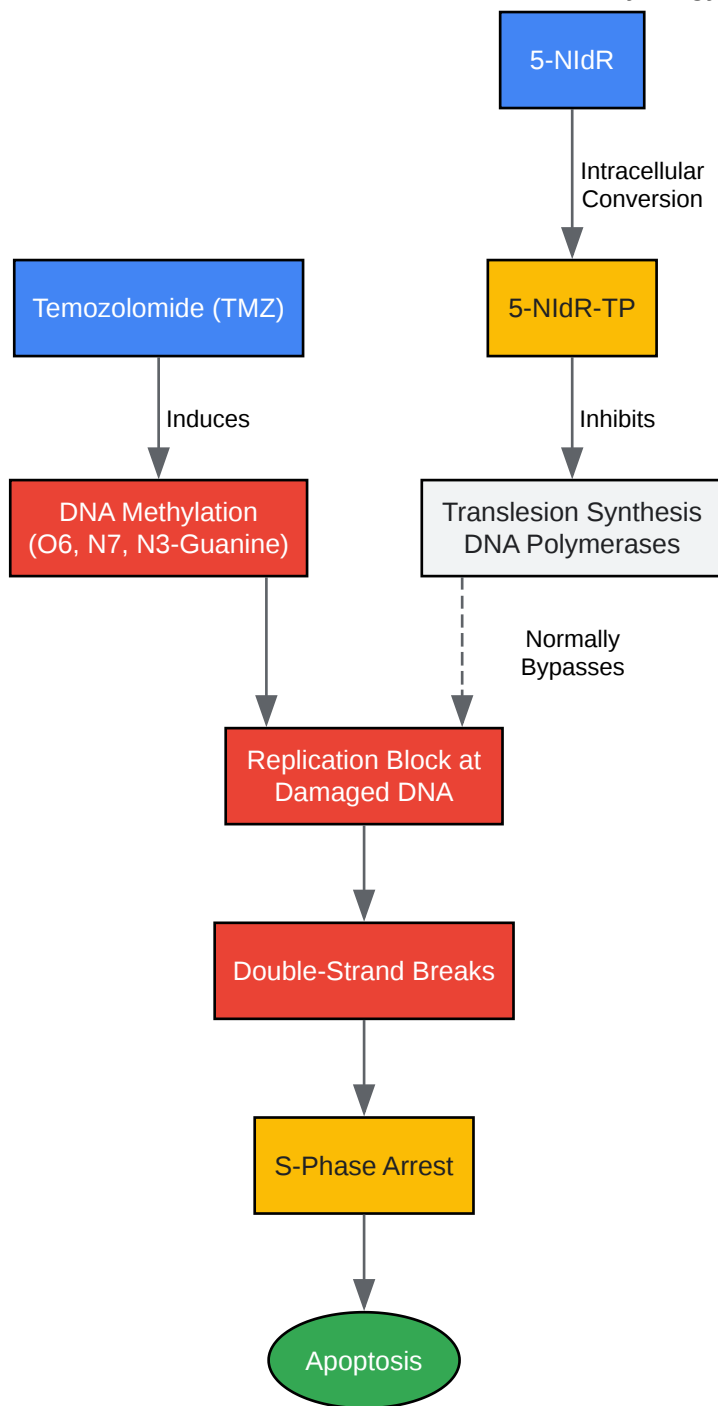 5-NIdR
Intracellular
Conversion
Temozolomide (TMZ)
5-NIdR-TP
Induces
Inhibits
DNA Methylation
(O6, N7, N3-Guanine)
Translesion Synthesis
DNA Polymerases
Normally
Bypasses
Replication Block at
Damaged DNA
Double-Strand Breaks
S-Phase Arrest
Apoptosis